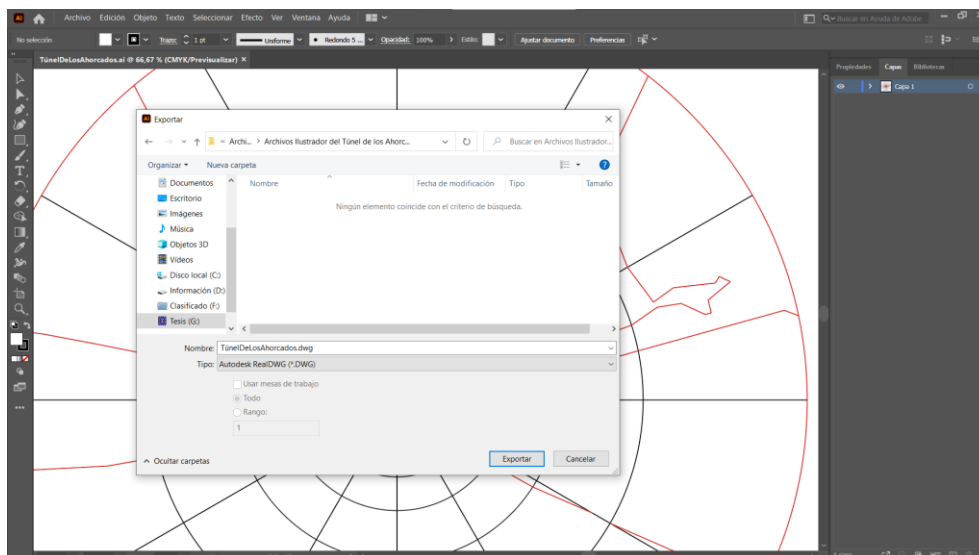 Ai Archivo Edición Objeto Texto Seleccionar Efecto Ver Ventana Ayuda Buscar en Ayuda de Adobe
No selección Trazo: 1 pt Uniforme Redondo 5 ... Opacidad: 100% Estilo: Ajustar documento Preferencias
TúnelDeLosAhorcados.ai @ 66,67 % (CMYK/Previsualizar) ×
Propiedades Capas Bibliotecas
Capa 1
Ai Exportar
« Archi... > Archivos Ilustrador del Túnel de los Ahorc... Buscar en Archivos Ilustrador...
Organizar Nueva carpeta
Nombre Fecha de modificación Tipo Tamaño
Ningún elemento coincide con el criterio de búsqueda.
Documentos
Escritorio
Imágenes
Música
Objetos 3D
Vídeos
Disco local (C:)
Información (D:)
Clasificado (F:)
Tesis (G:)
Nombre: TúnelDeLosAhorcados.dwg
Tipo: Autodesk RealDWG (*.DWG)
Usar mesas de trabajo
Todo
Rango:
1
Ocultar carpetas
Exportar Cancelar